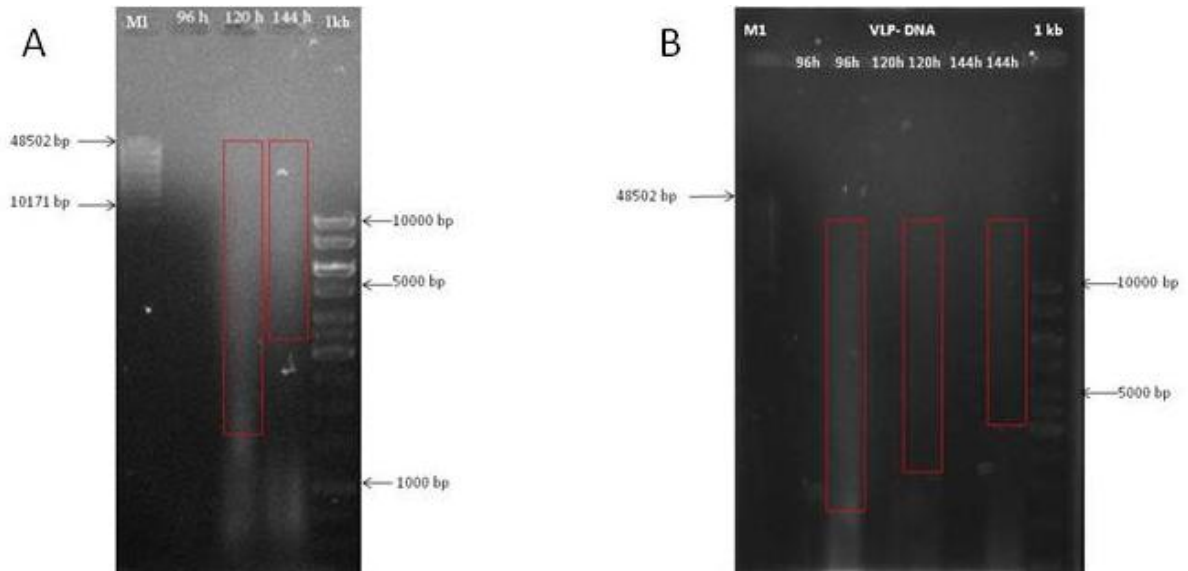 A
M1 96 h 120 h 144 h 1kb
48502 bp
10171 bp
10000 bp
5000 bp
1000 bp
B
M1 VLP- DNA 1 kb
96h 96h 120h 120h 144h 144h
48502 bp
10000 bp
5000 bp